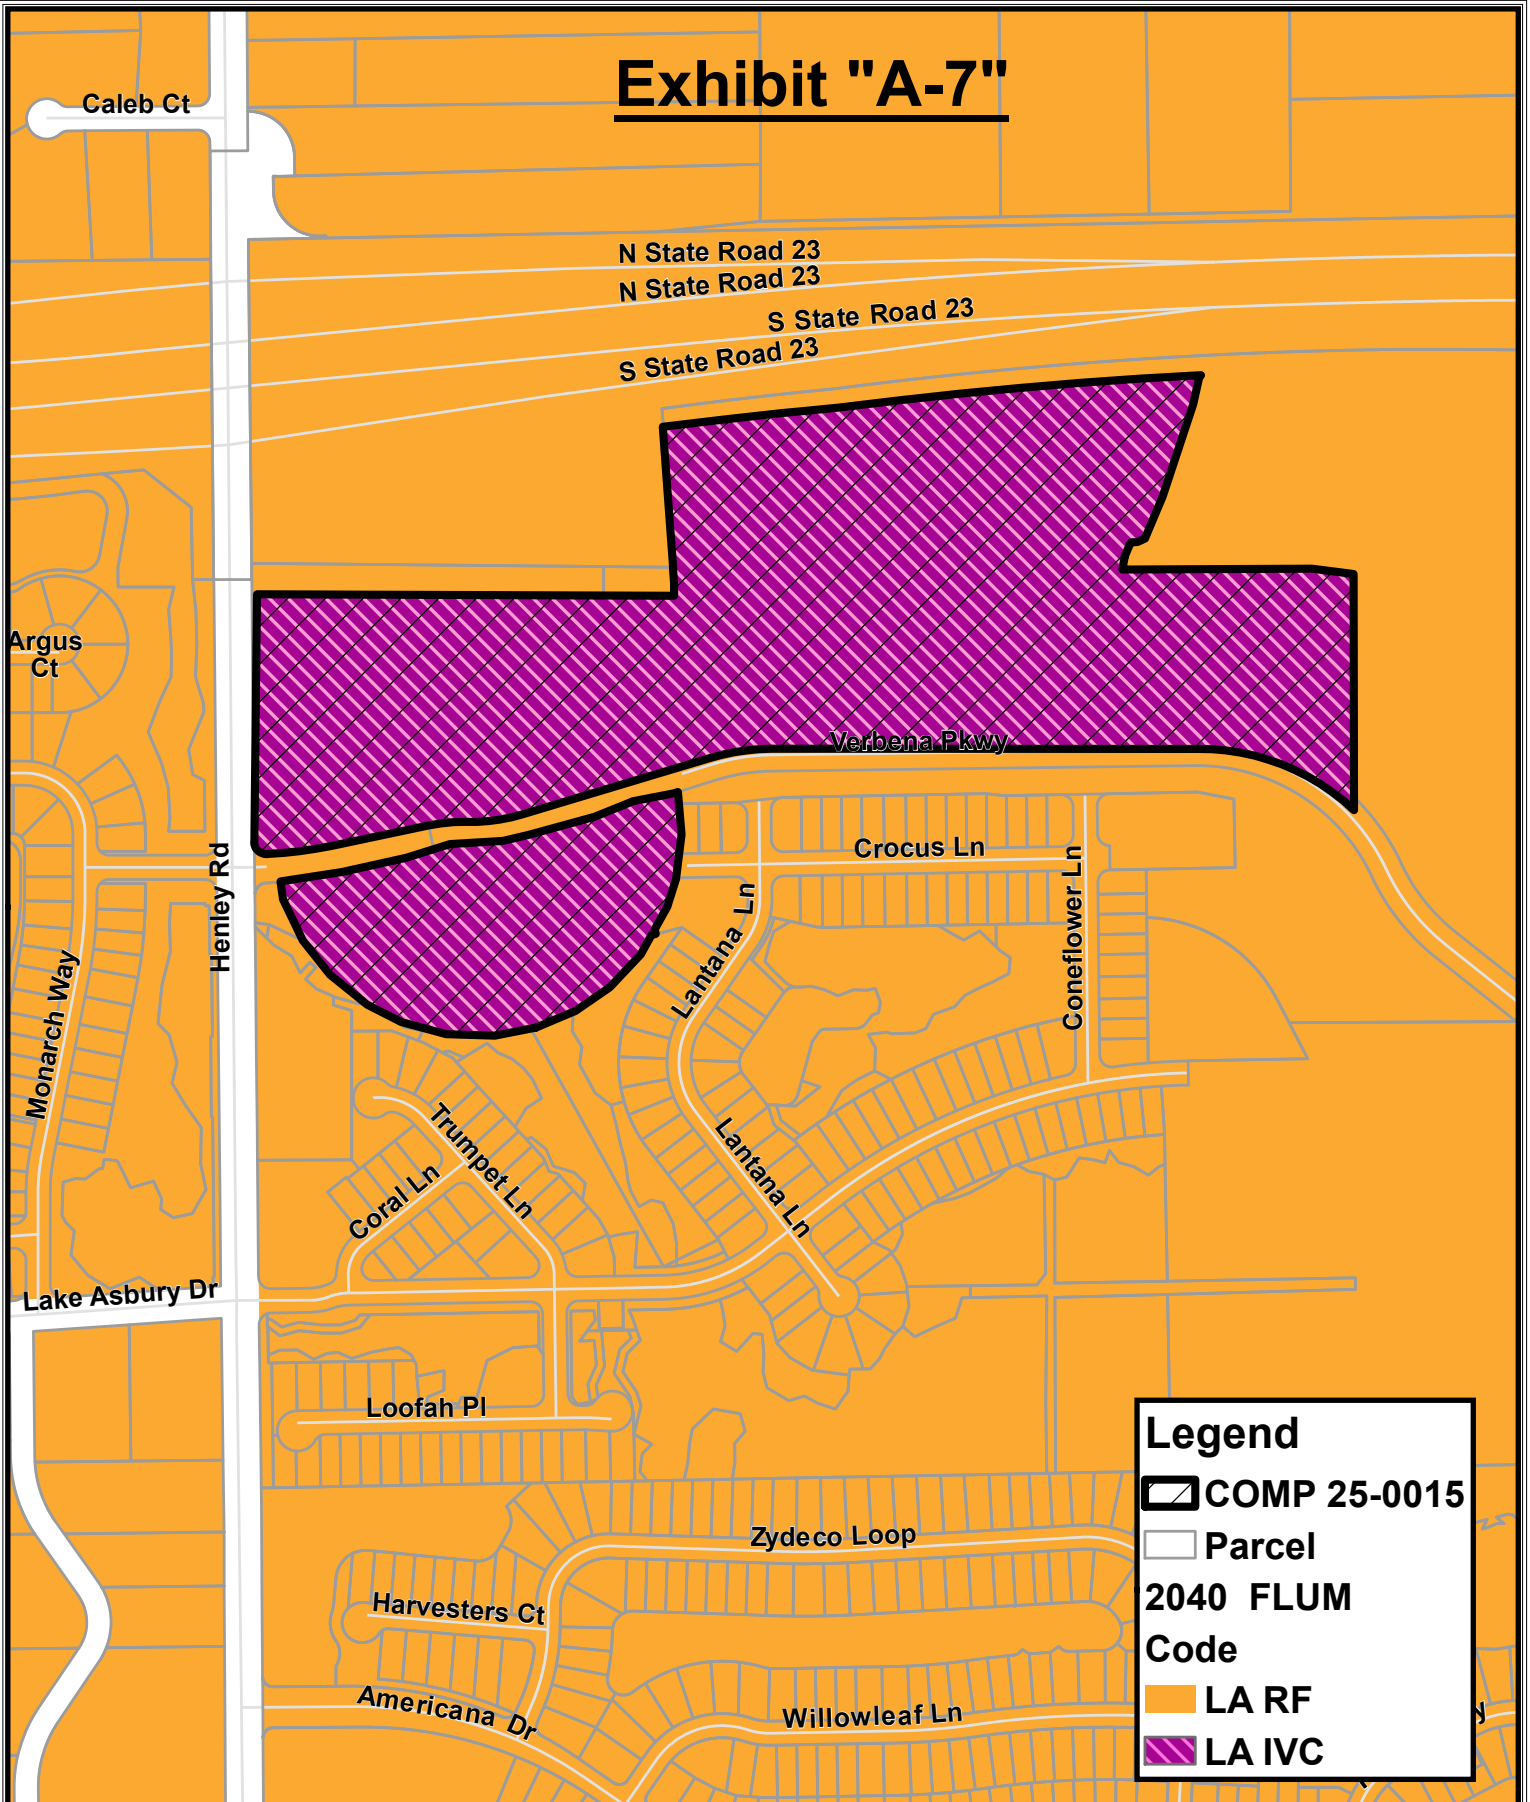 Exhibit "A-7"
Caleb Ct
N State Road 23
N State Road 23
S State Road 23
S State Road 23
Argus
Ct
Verbena Pkwy
Henley Rd
Crocus Ln
Coneflower Ln
Lantana Ln
Monarch Way
Trumpet Ln
Lantana Ln
Coral Ln
Lake Asbury Dr
Loofah Pl
Zydeco Loop
Harvesters Ct
Americana Dr
Willowleaf Ln
Legend
COMP 25-0015
Parcel
2040 FLUM
Code
LA RF
LA IVC